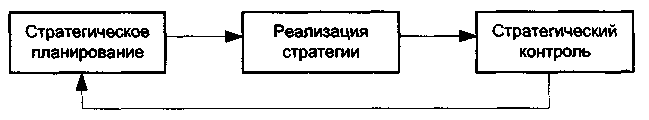 Стратегическое
планирование
Реализация
стратегии
Стратегический
контроль